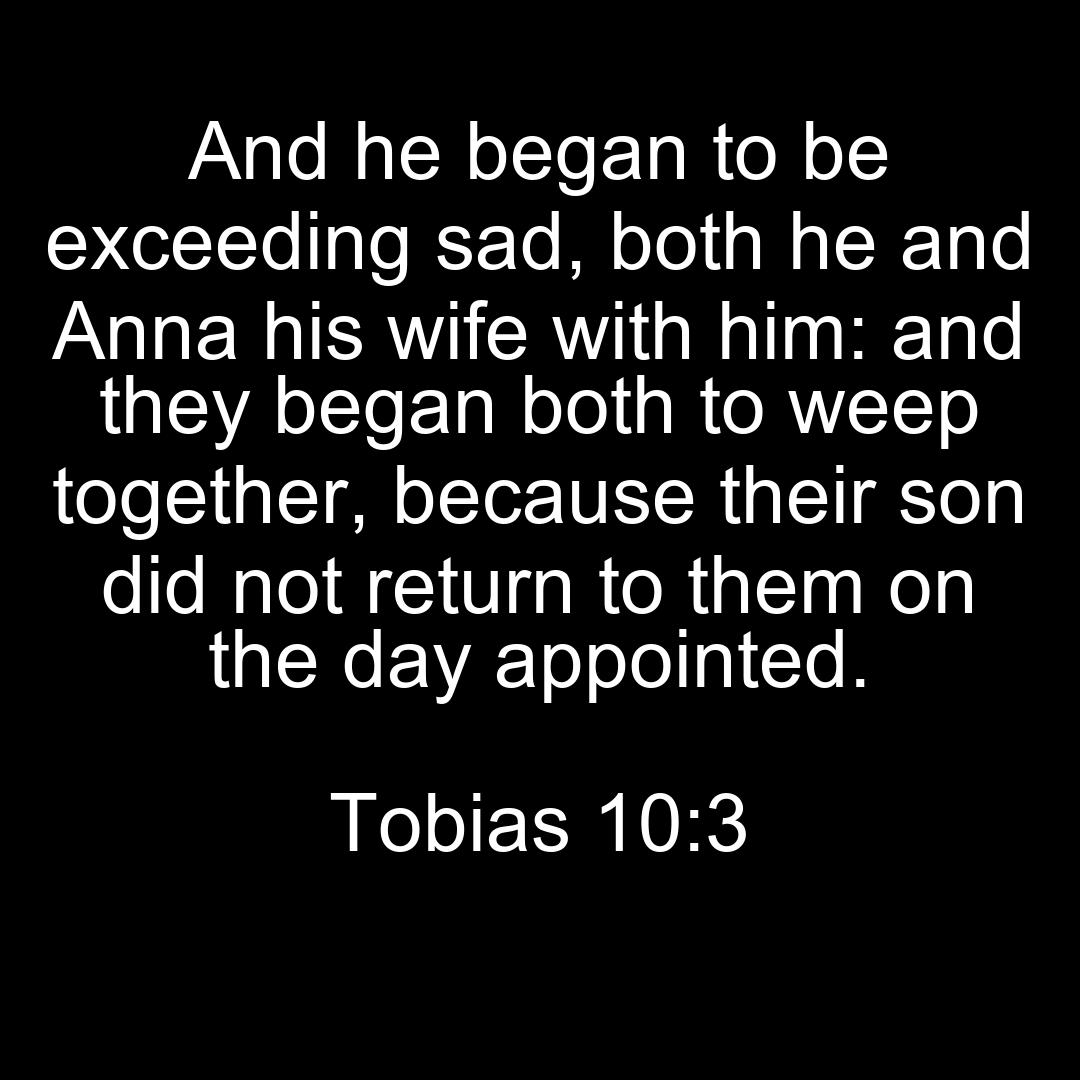 And he began to be
exceeding sad, both he and
Anna his wife with him: and
they began both to weep
together, because their son
did not return to them on
the day appointed.
Tobias 10:3